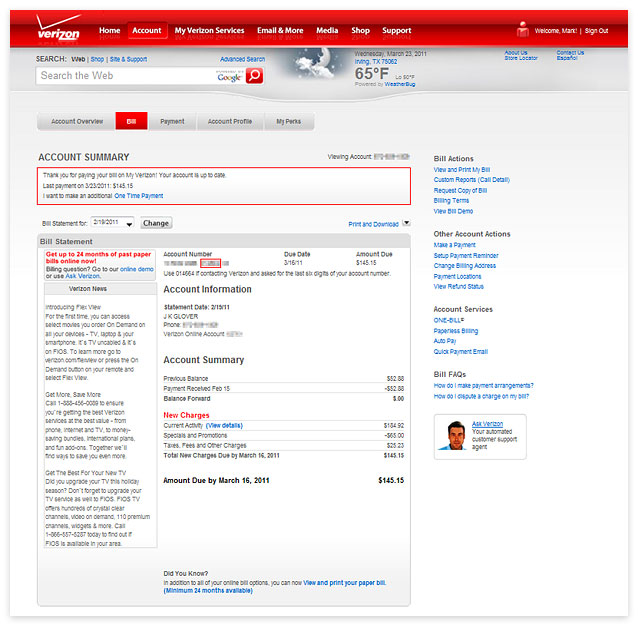 verizon
Home Account My Verizon Services Email & More Media Shop Support
Welcome, Mark! | Sign Out
SEARCH: Web | Shop | Site & Support Advanced Search
Search the Web
POWERED BY Google
Wednesday, March 23, 2011
Irving, TX 75062
65°F Lo 60°F
Powered by WeatherBug
About Us Contact Us
Store Locator Español
Account Overview Bill Payment Account Profile My Perks
ACCOUNT SUMMARY
Viewing Account:
Thank you for paying your bill on My Verizon! Your account is up to date.
Last payment on 3/23/2011: $145.15
I want to make an additional One Time Payment
Bill Statement for: 2/19/2011 Change
Print and Download
Bill Statement
Get up to 24 months of past paper
bills online now!
Billing question? Go to our online demo
or use Ask Verizon.
Verizon News
Introducing Flex View
For the first time, you can access
select movies you order On Demand on
all your devices - TV, laptop & your
smartphone. It`s TV uncabled & it`s
on FiOS. To learn more go to
verizon.com/flexview or press the On
Demand button on your remote and
select Flex View.
Get More, Save More
Call 1-888-456-0089 to ensure
you`re getting the best Verizon
services at the best value - from
phone, Internet and TV, to money-
saving bundles, international plans,
and fun add-ons. Together we`ll
find ways to save you even more.
Get The Best For Your New TV
Did you upgrade your TV this holiday
season? Don`t forget to upgrade your
TV service as well to FiOS. FiOS TV
offers hundreds of crystal clear
channels, video on demand, 110 premium
channels, widgets & more. Call
1-866-857-5287 today to find out if
FiOS is available in your area.
Account Number Due Date Amount Due
3/16/11 $145.15
Use 014664 if contacting Verizon and asked for the last six digits of your account number.
Account Information
Statement Date: 2/19/11
J K GLOVER
Phone:
Verizon Online Account
Account Summary
Previous Balance $52.88
Payment Received Feb 15 -$52.88
Balance Forward $.00
New Charges
Current Activity (View details) $184.92
Specials and Promotions -$65.00
Taxes, Fees and Other Charges $25.23
Total New Charges Due by March 16, 2011 $145.15
Amount Due by March 16, 2011 $145.15
Did You Know?
In addition to all of your online bill options, you can now View and print your paper bill.
(Minimum 24 months available)
Bill Actions
View and Print My Bill
Custom Reports (Call Detail)
Request Copy of Bill
Billing Terms
View Bill Demo
Other Account Actions
Make a Payment
Setup Payment Reminder
Change Billing Address
Payment Locations
View Refund Status
Account Services
ONE-BILL®
Paperless Billing
Auto Pay
Quick Payment Email
Bill FAQs
How do I make payment arrangements?
How do I dispute a charge on my bill?
Ask Verizon
Your automated
customer support
agent